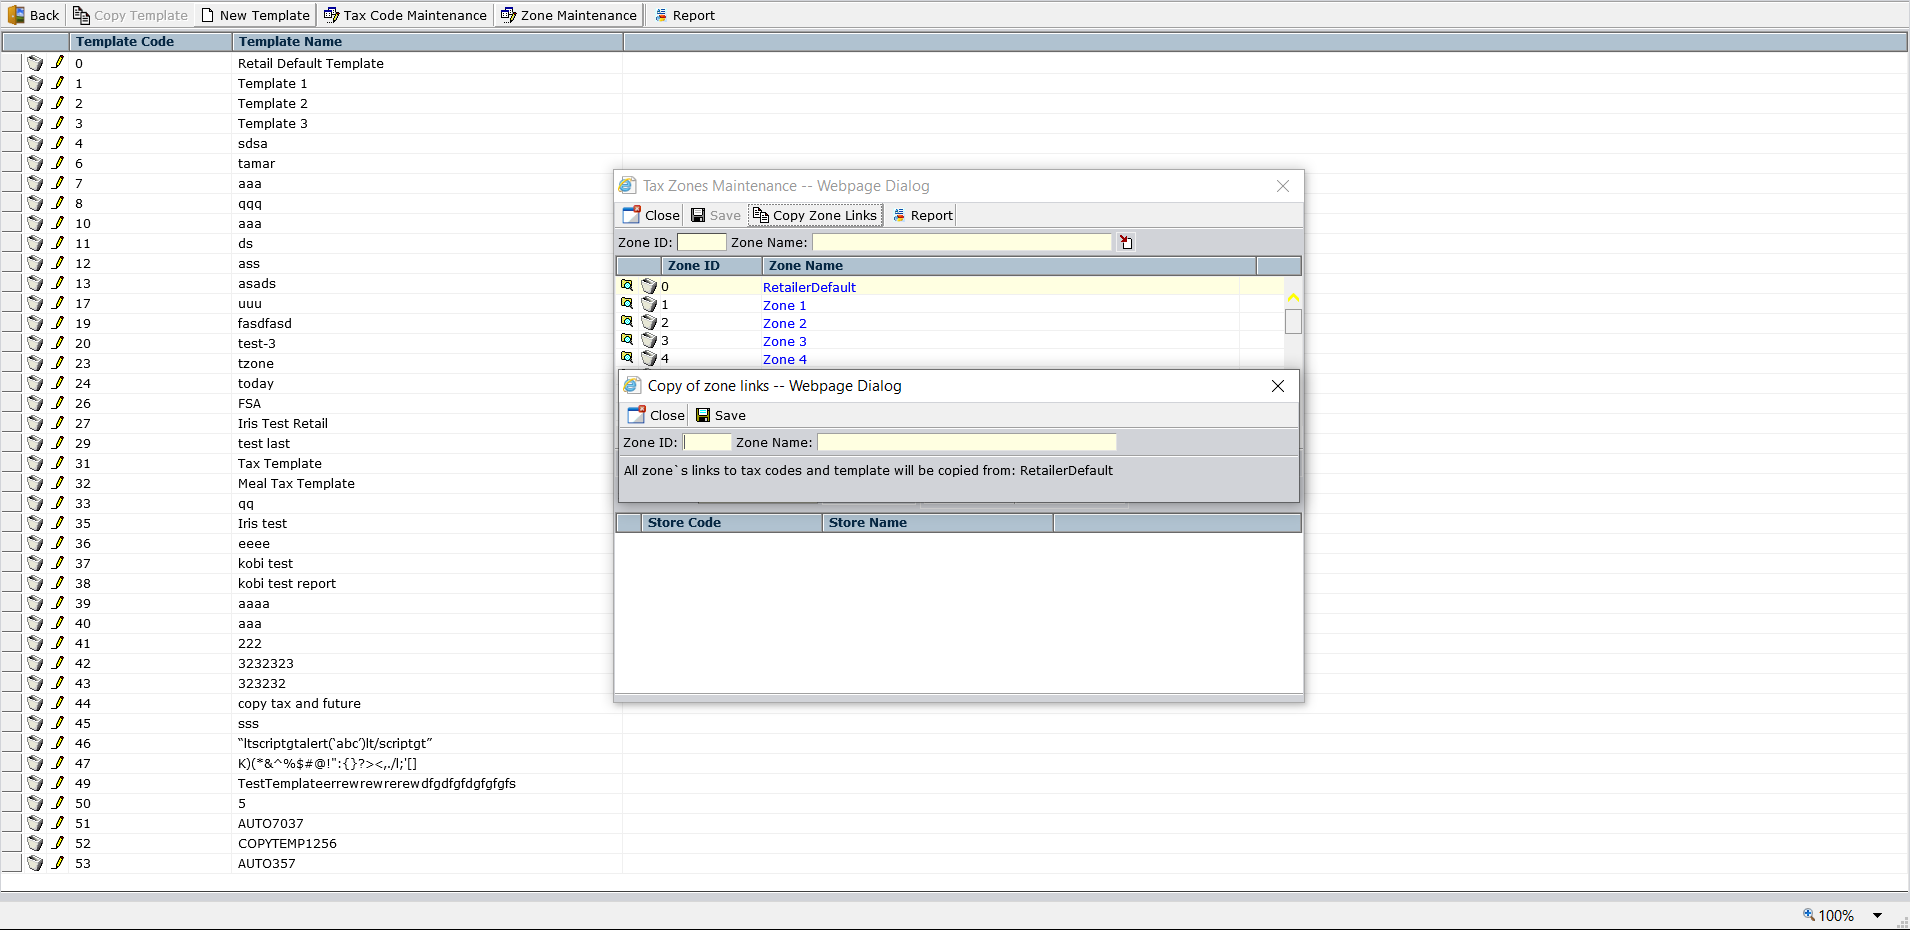 Back Copy Template New Template Tax Code Maintenance Zone Maintenance Report
Template Code Template Name
0 Retail Default Template
1 Template 1
2 Template 2
3 Template 3
4 sdsa
6 tamar
7 aaa
8 qqq
10 aaa
11 ds
12 ass
13 asads
17 uuu
19 fasdfasd
20 test-3
23 tzone
24 today
26 FSA
27 Iris Test Retail
29 test last
31 Tax Template
32 Meal Tax Template
33 qq
35 Iris test
36 eeee
37 kobi test
38 kobi test report
39 aaaa
40 aaa
41 222
42 3232323
43 323232
44 copy tax and future
45 sss
46 “ltscriptgtalert(‘abc’)lt/scriptgt”
47 K)(*&^%$#@!":{}?><,./l;'[]
49 TestTemplateerrewrewrerewdfgdfgfdgfgfgfs
50 5
51 AUTO7037
52 COPYTEMP1256
53 AUTO357
Tax Zones Maintenance -- Webpage Dialog
Close Save Copy Zone Links Report
Zone ID: Zone Name:
Zone ID Zone Name
0 RetailerDefault
1 Zone 1
2 Zone 2
3 Zone 3
4 Zone 4
Copy of zone links -- Webpage Dialog
Close Save
Zone ID: Zone Name:
All zone`s links to tax codes and template will be copied from: RetailerDefault
Store Code Store Name
100%